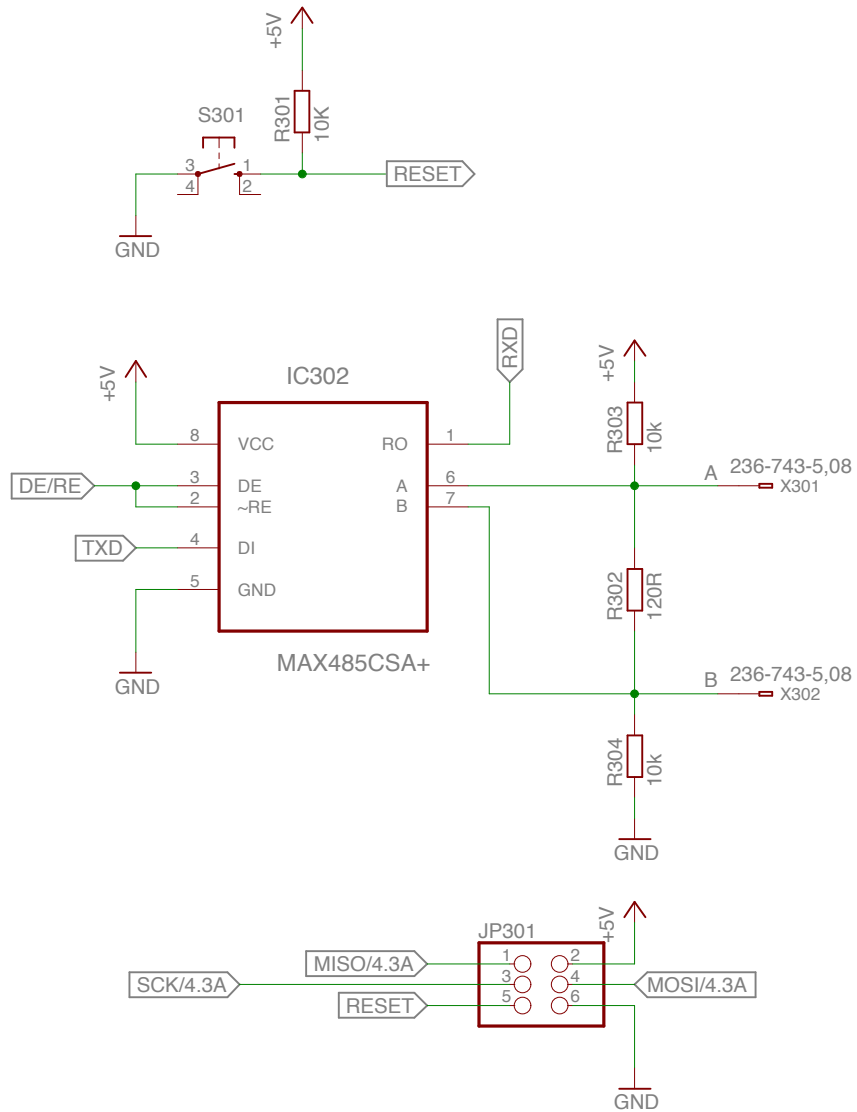 +5V
R301
10K
S301
3
1
4
2
RESET
GND
+5V
IC302
RXD
+5V
R303
10k
8
VCC
RO
1
DE/RE
3
DE
A
6
2
~RE
B
7
A
236-743-5,08
X301
TXD
4
DI
5
GND
R302
120R
GND
MAX485CSA+
B
236-743-5,08
X302
R304
10k
GND
+5V
JP301
MISO/4.3A
1
2
SCK/4.3A
3
4
MOSI/4.3A
RESET
5
6
GND